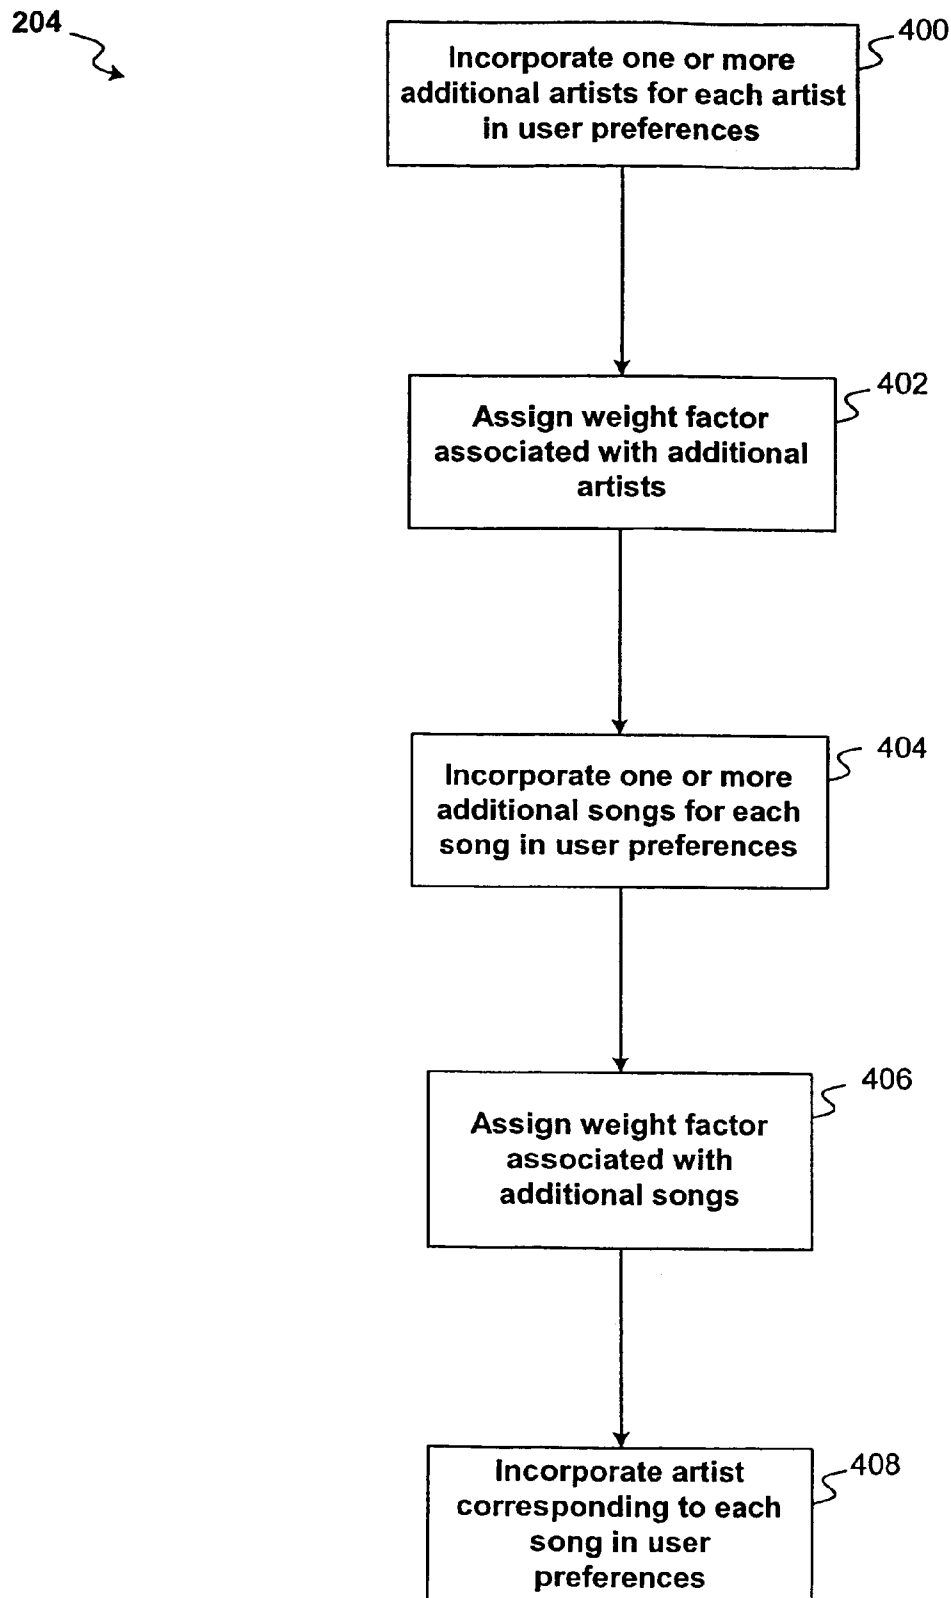 204
400
Incorporate one or more
additional artists for each artist
in user preferences
402
Assign weight factor
associated with additional
artists
404
Incorporate one or more
additional songs for each
song in user preferences
406
Assign weight factor
associated with
additional songs
408
Incorporate artist
corresponding to each
song in user
preferences